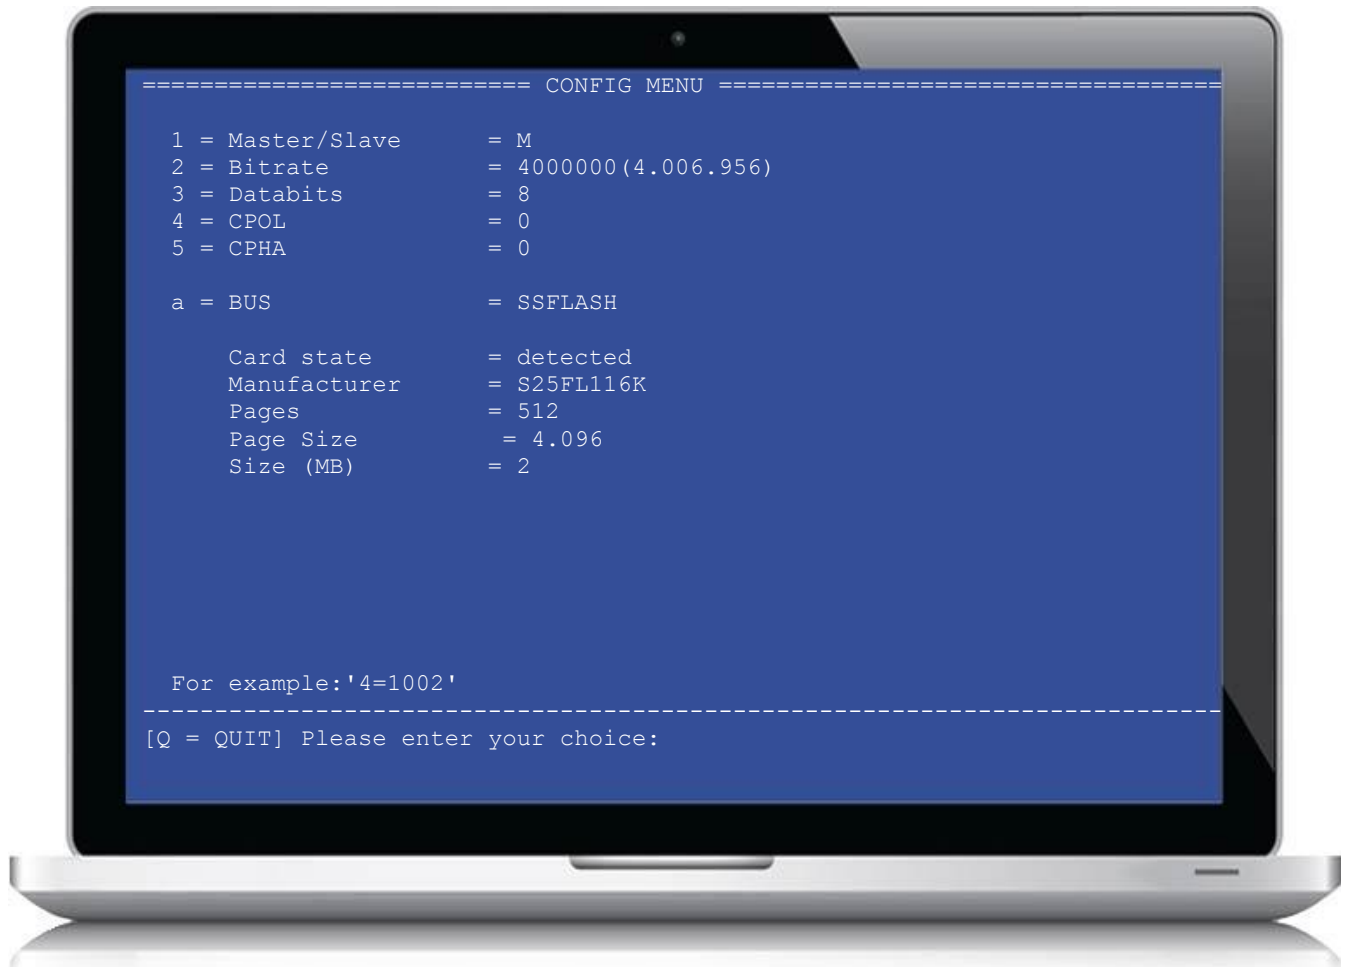 =========================== CONFIG MENU ===================================
1 = Master/Slave = M
2 = Bitrate = 4000000(4.006.956)
3 = Databits = 8
4 = CPOL = 0
5 = CPHA = 0
a = BUS = SSFLASH
Card state = detected
Manufacturer = S25FL116K
Pages = 512
Page Size = 4.096
Size (MB) = 2
For example:'4=1002'
---------------------------------------------------------------------------
[Q = QUIT] Please enter your choice: